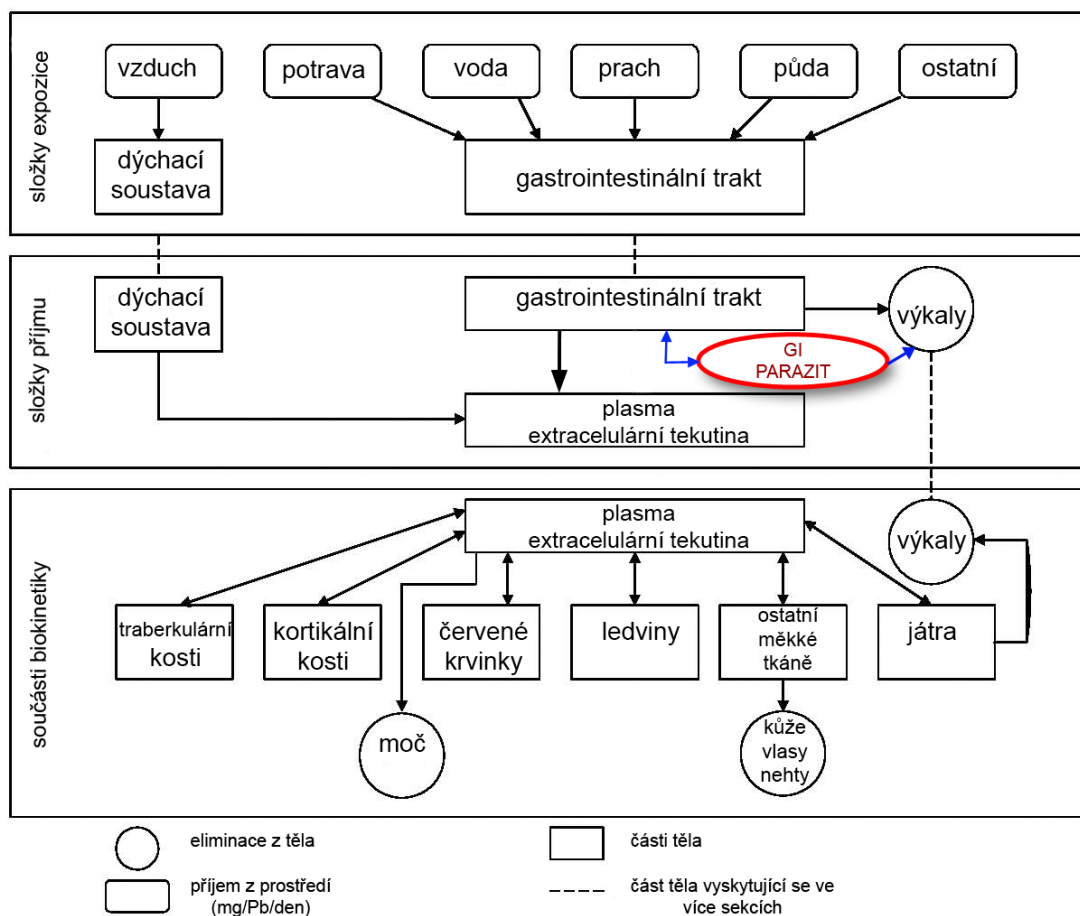 složky expozice
vzduch
potrava
voda
prach
půda
ostatní
dýchací
soustava
gastrointestinální trakt
složky příjmu
dýchací
soustava
gastrointestinální trakt
výkaly
GI
PARAZIT
plasma
extracelulární tekutina
součásti biokinetiky
plasma
extracelulární tekutina
výkaly
traberkulární
kosti
kortikální
kosti
červené
krvinky
ledviny
ostatní
měkké
tkáně
játra
moč
kůže
vlasy
nehty
eliminace z těla
části těla
příjem z prostředí
(mg/Pb/den)
část těla vyskytující se ve
více sekcích